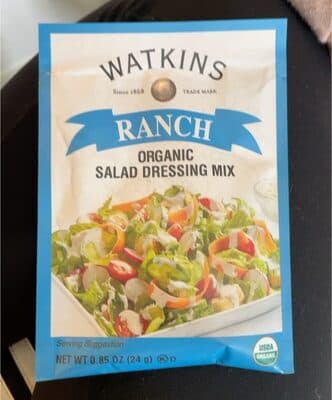 WATKINS
Since 1868 TRADE MARK
RANCH
ORGANIC
SALAD DRESSING MIX
Serving Suggestion
NET WT 0.85 OZ (24 g) K D
USDA
ORGANIC